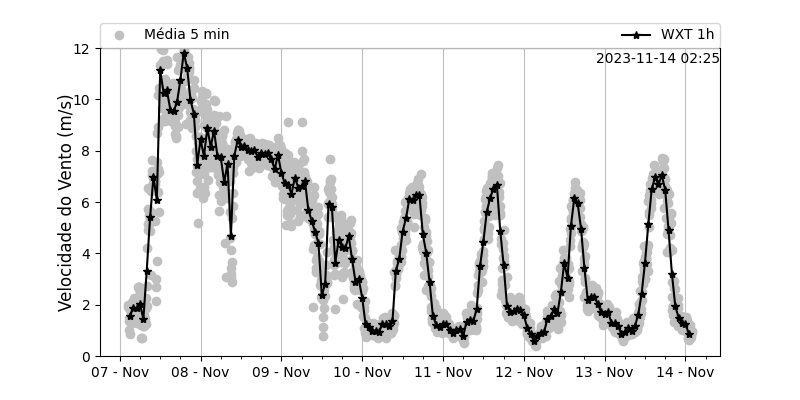 Média 5 min
WXT 1h
2023-11-14 02:25
Velocidade do Vento (m/s)
12
10
8
6
4
2
0
07 - Nov
08 - Nov
09 - Nov
10 - Nov
11 - Nov
12 - Nov
13 - Nov
14 - Nov